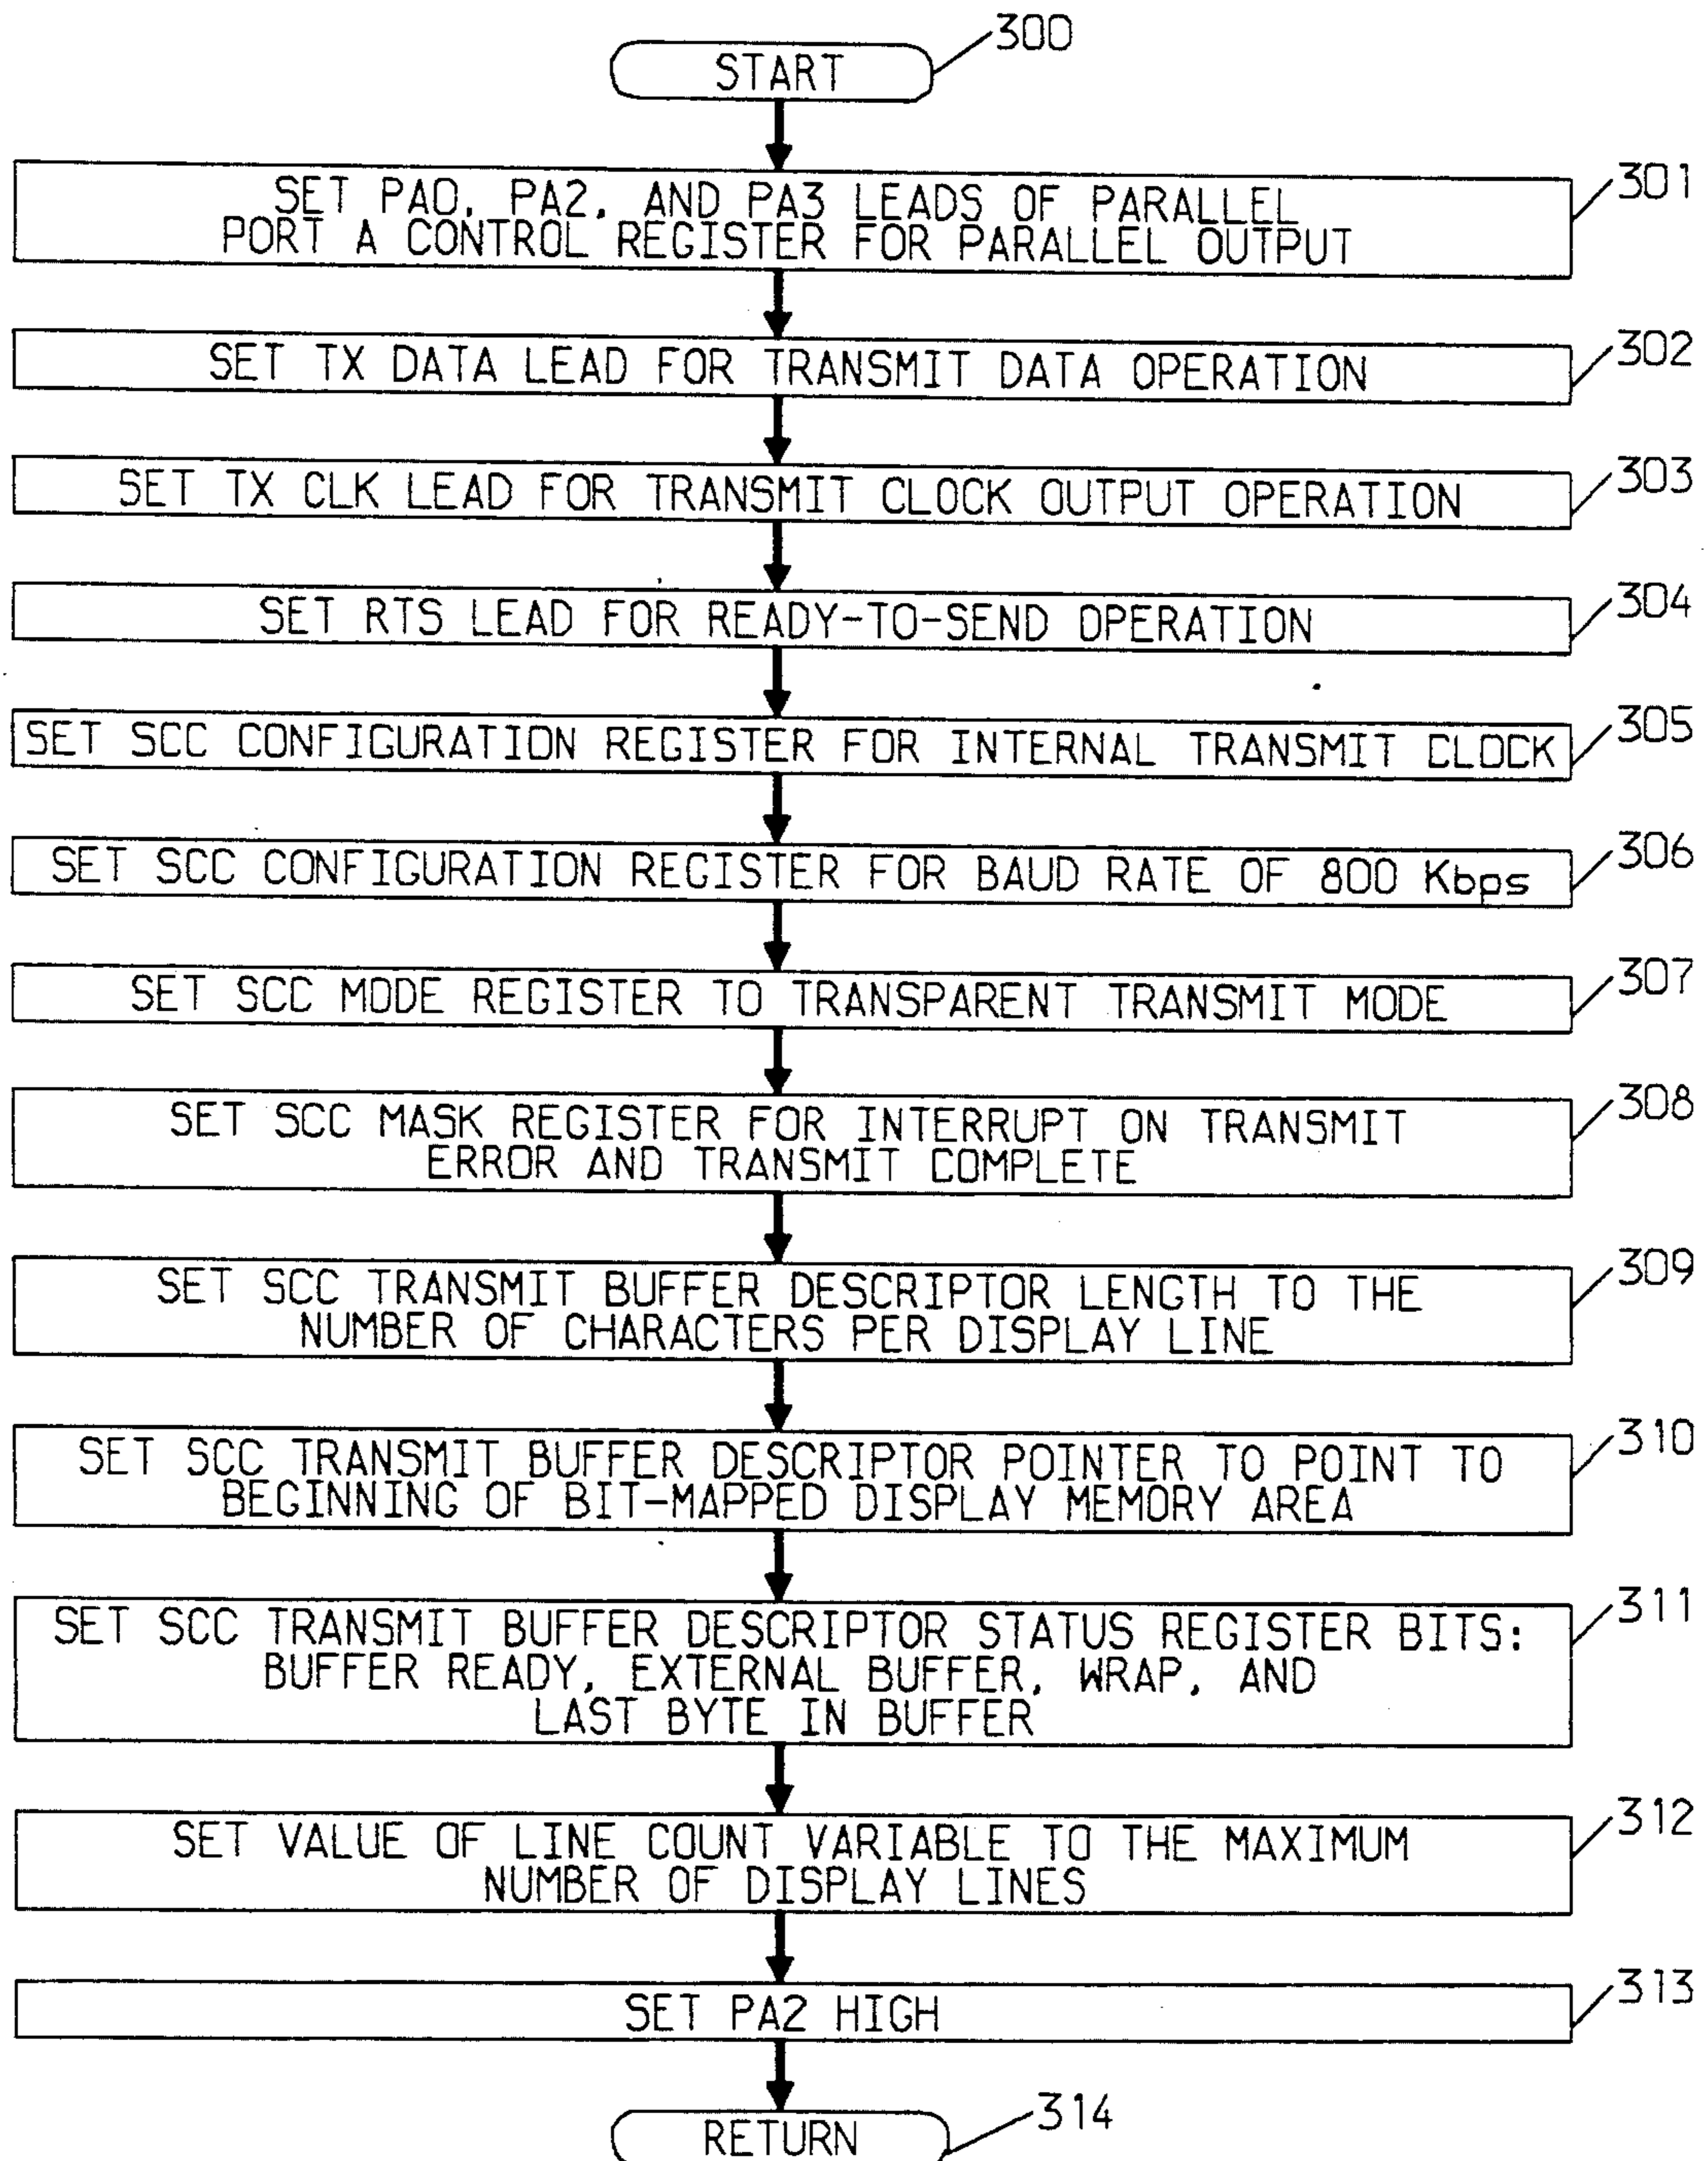 300
START
301
SET PA0, PA2, AND PA3 LEADS OF PARALLEL
PORT A CONTROL REGISTER FOR PARALLEL OUTPUT
302
SET TX DATA LEAD FOR TRANSMIT DATA OPERATION
303
SET TX CLK LEAD FOR TRANSMIT CLOCK OUTPUT OPERATION
304
SET RTS LEAD FOR READY-TO-SEND OPERATION
305
SET SCC CONFIGURATION REGISTER FOR INTERNAL TRANSMIT CLOCK
306
SET SCC CONFIGURATION REGISTER FOR BAUD RATE OF 800 Kbps
307
SET SCC MODE REGISTER TO TRANSPARENT TRANSMIT MODE
308
SET SCC MASK REGISTER FOR INTERRUPT ON TRANSMIT
ERROR AND TRANSMIT COMPLETE
309
SET SCC TRANSMIT BUFFER DESCRIPTOR LENGTH TO THE
NUMBER OF CHARACTERS PER DISPLAY LINE
310
SET SCC TRANSMIT BUFFER DESCRIPTOR POINTER TO POINT TO
BEGINNING OF BIT-MAPPED DISPLAY MEMORY AREA
311
SET SCC TRANSMIT BUFFER DESCRIPTOR STATUS REGISTER BITS:
BUFFER READY, EXTERNAL BUFFER, WRAP, AND
LAST BYTE IN BUFFER
312
SET VALUE OF LINE COUNT VARIABLE TO THE MAXIMUM
NUMBER OF DISPLAY LINES
313
SET PA2 HIGH
314
RETURN